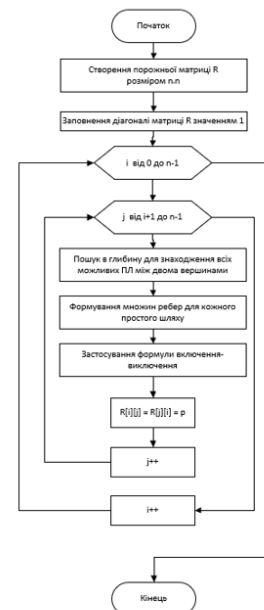 Початок
Створення порожньої матриці R
розміром n.n
Заповнення діагоналі матриці R значенням 1
i від 0 до n-1
j від i+1 до n-1
Пошук в глибину для знаходження всіх
можливих ПЛ між двома вершинами
Формування множин ребер для кожного
простого шляху
Застосування формули включення-
виключення
R[i][j] = R[j][i] = p
j++
i++
Кінець